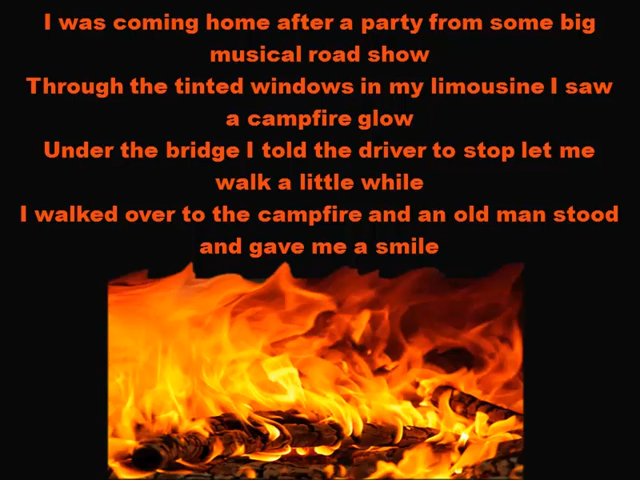 I was coming home after a party from some big
musical road show
Through the tinted windows in my limousine I saw
a campfire glow
Under the bridge I told the driver to stop let me
walk a little while
I walked over to the campfire and an old man stood
and gave me a smile